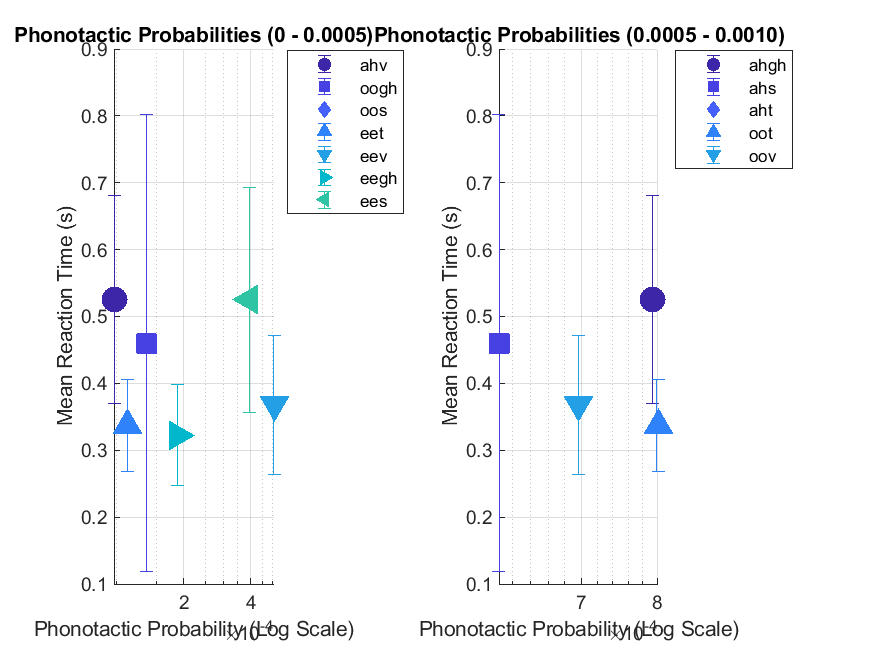 Phonotactic Probabilities (0 - 0.0005)
0.9
0.8
0.7
0.6
0.5
0.4
0.3
0.2
0.1
Mean Reaction Time (s)
2
4
×10-4
Phonotactic Probability (Log Scale)
ahv
oogh
oos
eet
eev
eegh
ees
Phonotactic Probabilities (0.0005 - 0.0010)
0.9
0.8
0.7
0.6
0.5
0.4
0.3
0.2
0.1
Mean Reaction Time (s)
7
8
×10-4
Phonotactic Probability (Log Scale)
ahgh
ahs
aht
oot
oov